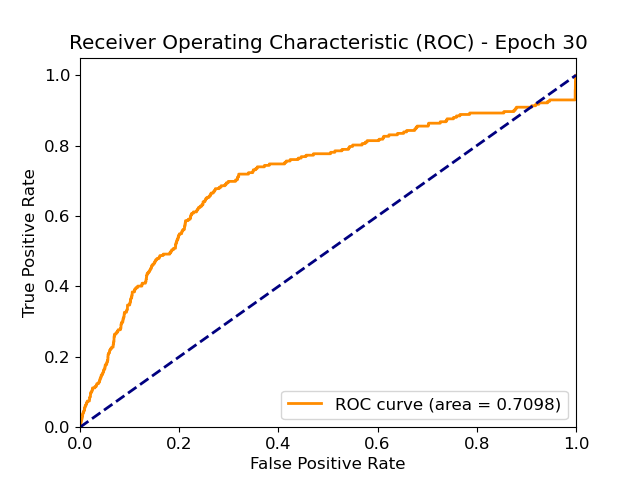 Receiver Operating Characteristic (ROC) - Epoch 30
True Positive Rate
1.0
0.8
0.6
0.4
0.2
0.0
ROC curve (area = 0.7098)
0.0 0.2 0.4 0.6 0.8 1.0
False Positive Rate